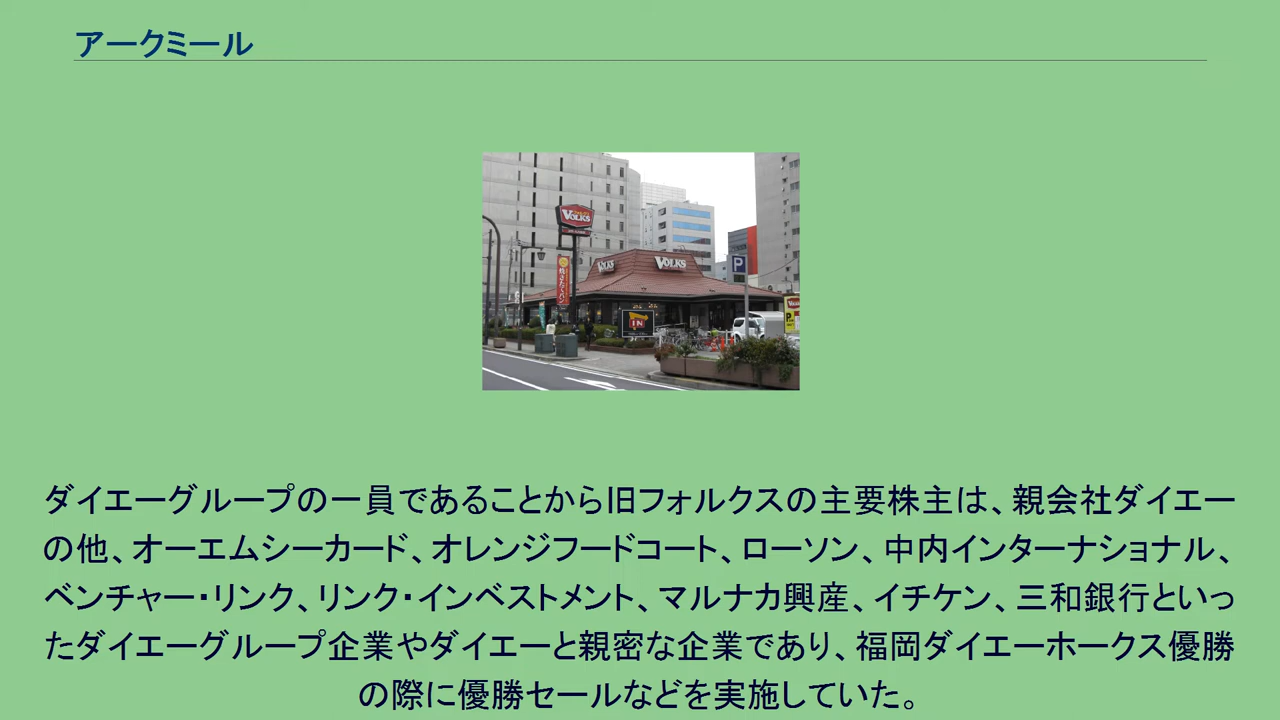 アークミール
VOLKS
VOLKS
VOLKS
焼きたてパン
IN
P
P
ダイエーグループの一員であることから旧フォルクスの主要株主は、親会社ダイエー
の他、オーエムシーカード、オレンジフードコート、ローソン、中内インターナショナル、
ベンチャー・リンク、リンク・インベストメント、マルナカ興産、イチケン、三和銀行といっ
たダイエーグループ企業やダイエーと親密な企業であり、福岡ダイエーホークス優勝
の際に優勝セールなどを実施していた。